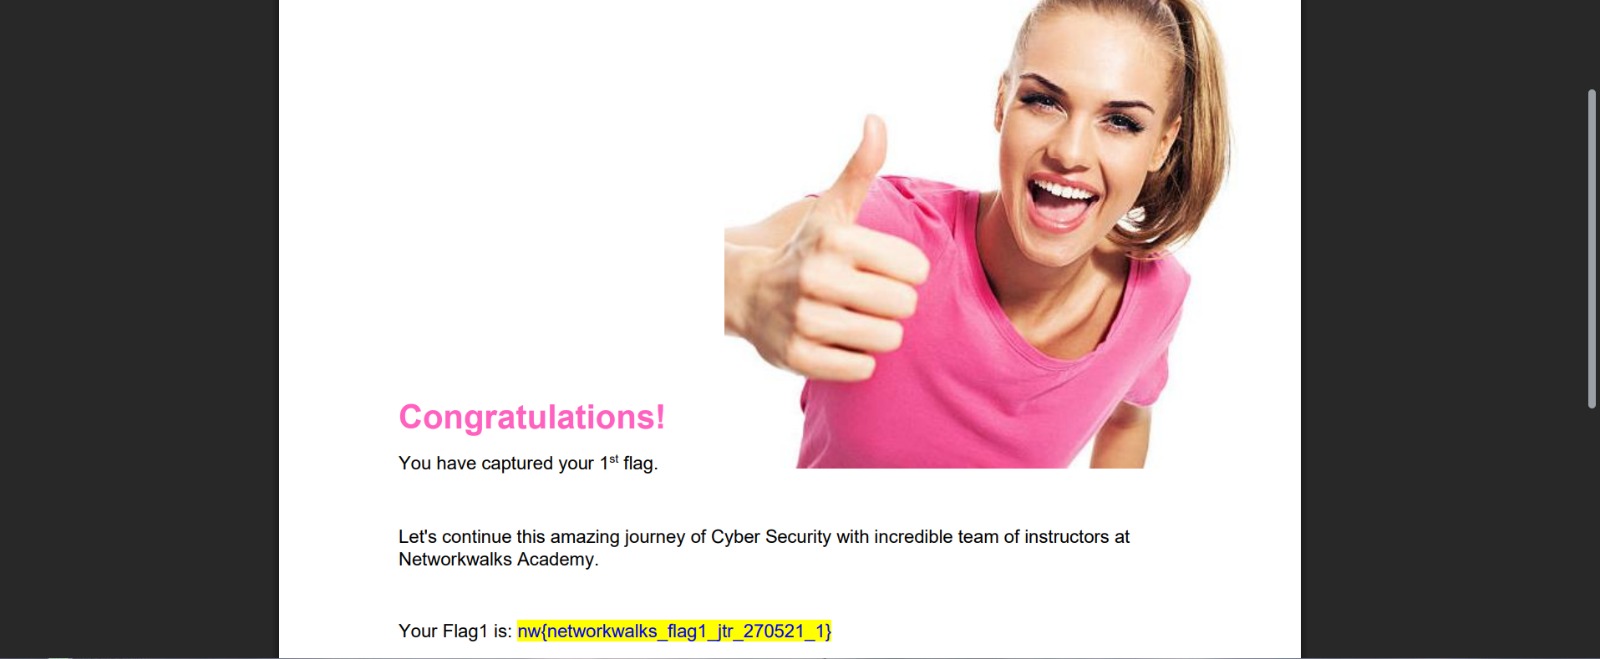 Congratulations!
You have captured your 1st flag.
Let's continue this amazing journey of Cyber Security with incredible team of instructors at
Networkwalks Academy.
Your Flag1 is: nw{networkwalks_flag1_jtr_270521_1}